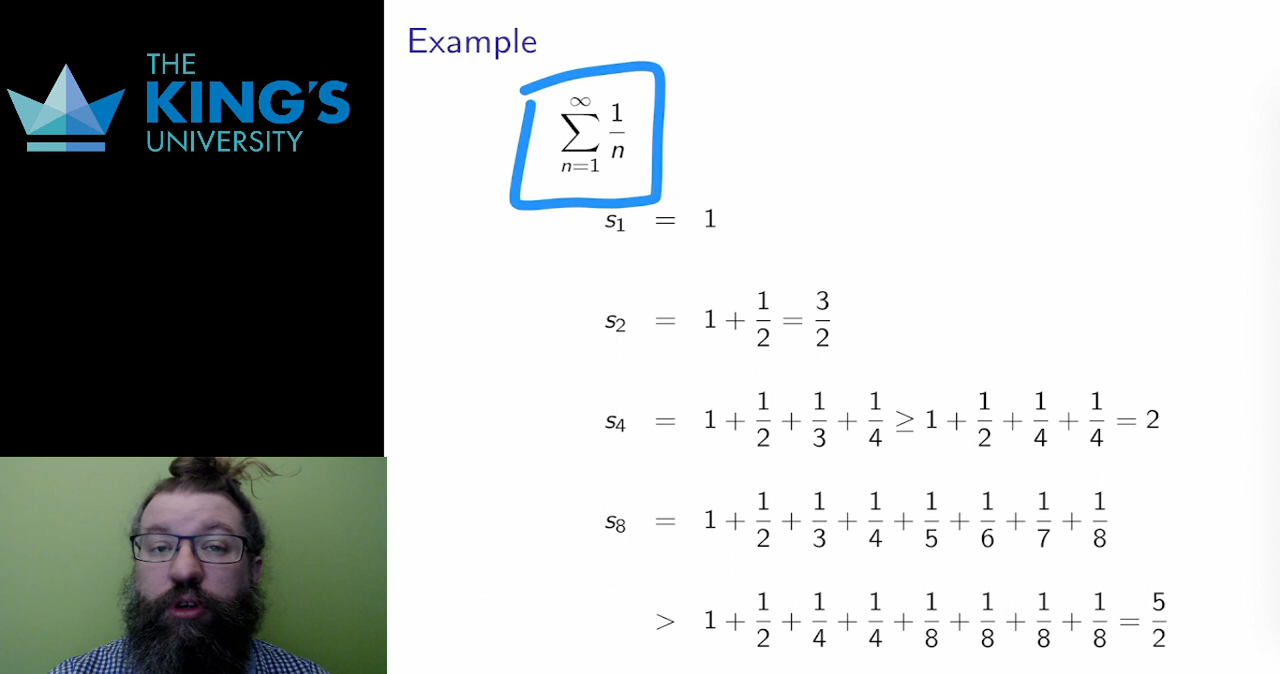 THE
KING'S
UNIVERSITY
Example
∞
∑ 1/n
n=1
s₁ = 1
s₂ = 1 + 1/2 = 3/2
s₄ = 1 + 1/2 + 1/3 + 1/4 ≥ 1 + 1/2 + 1/4 + 1/4 = 2
s₈ = 1 + 1/2 + 1/3 + 1/4 + 1/5 + 1/6 + 1/7 + 1/8
> 1 + 1/2 + 1/4 + 1/4 + 1/8 + 1/8 + 1/8 + 1/8 = 5/2